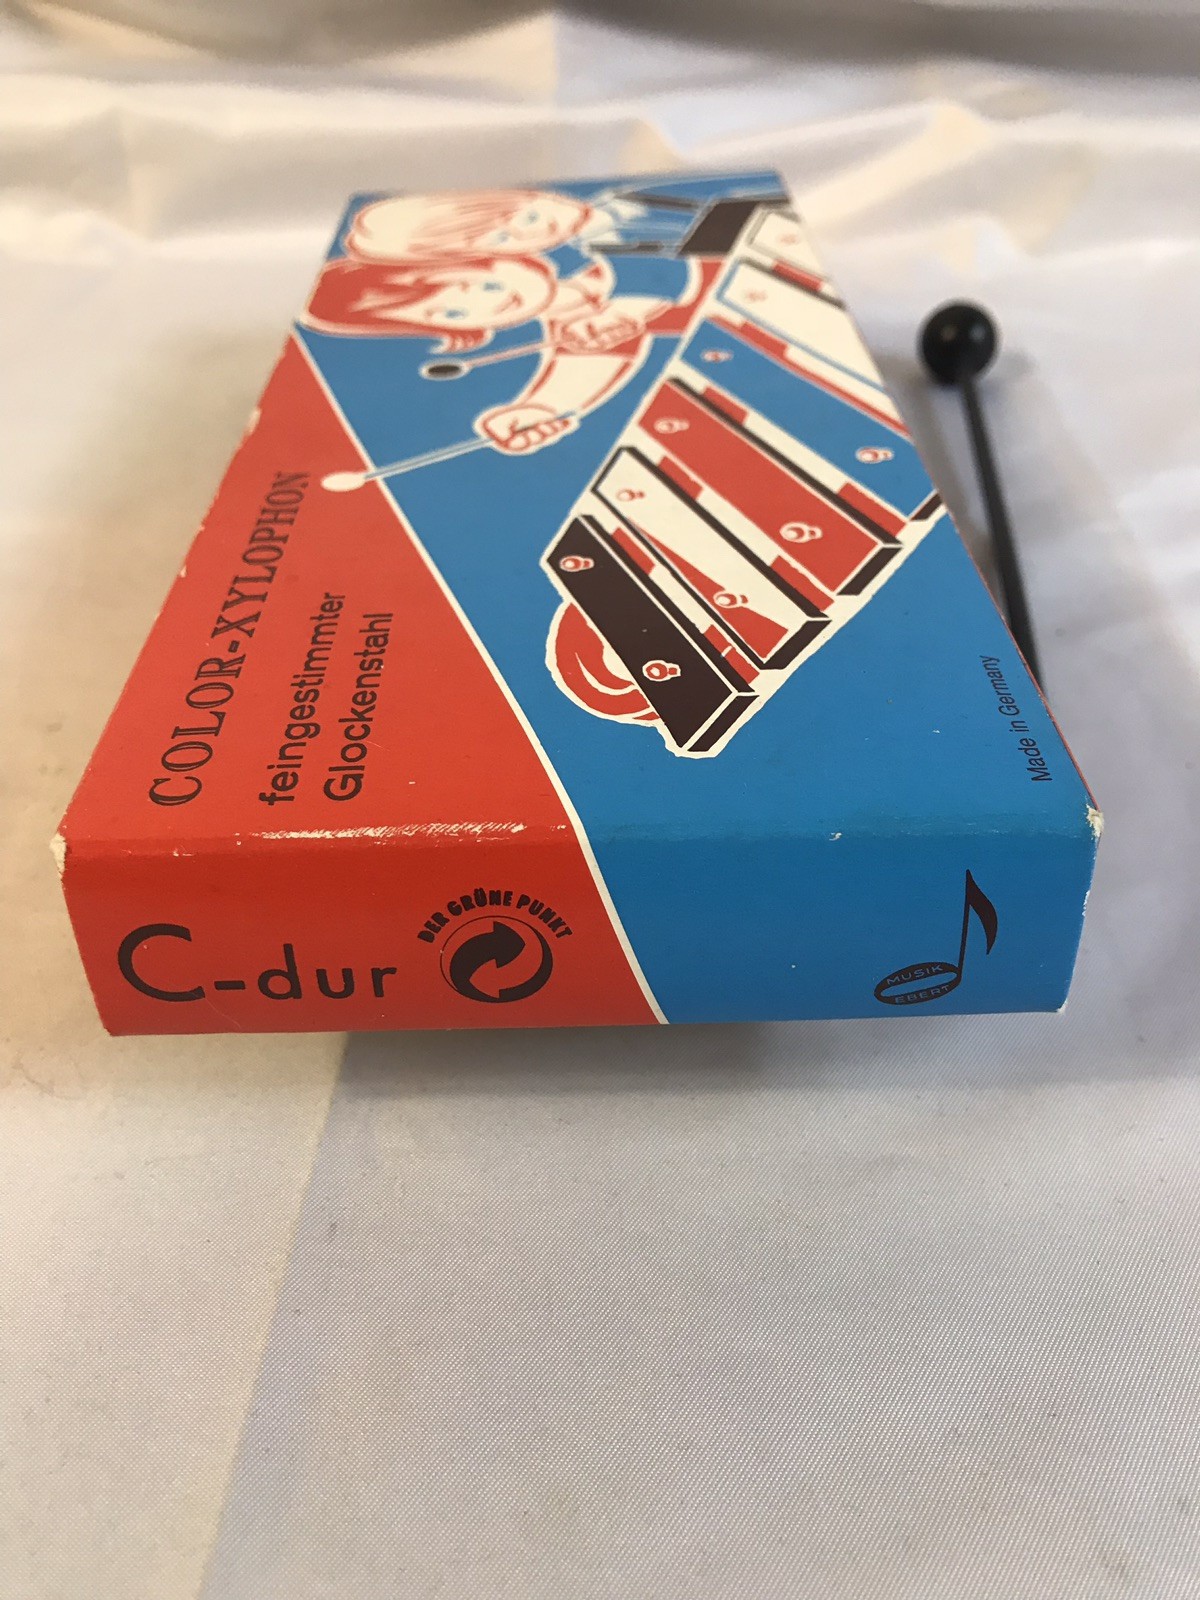 COLOR-XYLOPHON
feingestimmter
Glockenstahl
Made in Germany
C-dur
DER GRÜNE PUNKT
MUSIK
EBERT